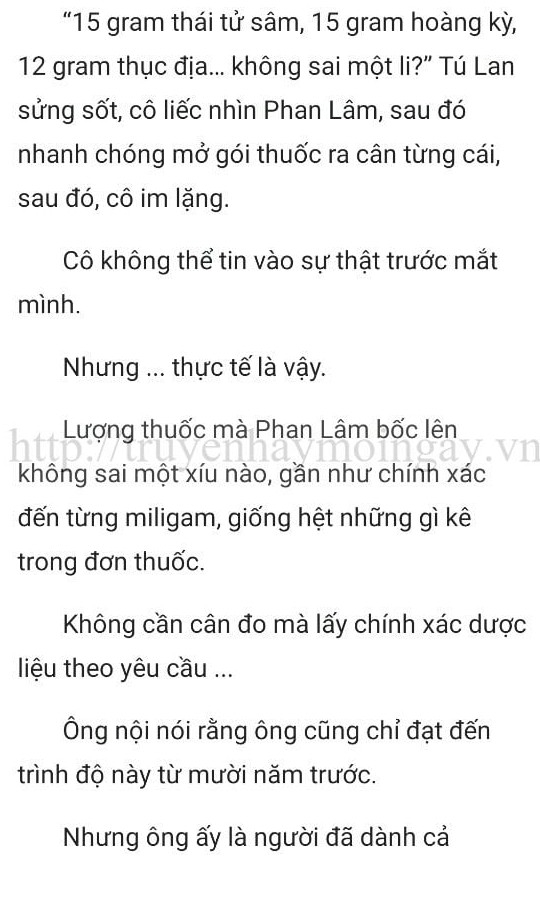 “15 gram thái tử sâm, 15 gram hoàng kỳ,
12 gram thục địa... không sai một li?” Tú Lan
sửng sốt, cô liếc nhìn Phan Lâm, sau đó
nhanh chóng mở gói thuốc ra cân từng cái,
sau đó, cô im lặng.
Cô không thể tin vào sự thật trước mắt
mình.
Nhưng ... thực tế là vậy.
Lượng thuốc mà Phan Lâm bốc lên
http://truyenhaymoingay.vn
không sai một xíu nào, gần như chính xác
đến từng miligam, giống hệt những gì kê
trong đơn thuốc.
Không cần cân đo mà lấy chính xác dược
liệu theo yêu cầu ...
Ông nội nói rằng ông cũng chỉ đạt đến
trình độ này từ mười năm trước.
Nhưng ông ấy là người đã dành cả